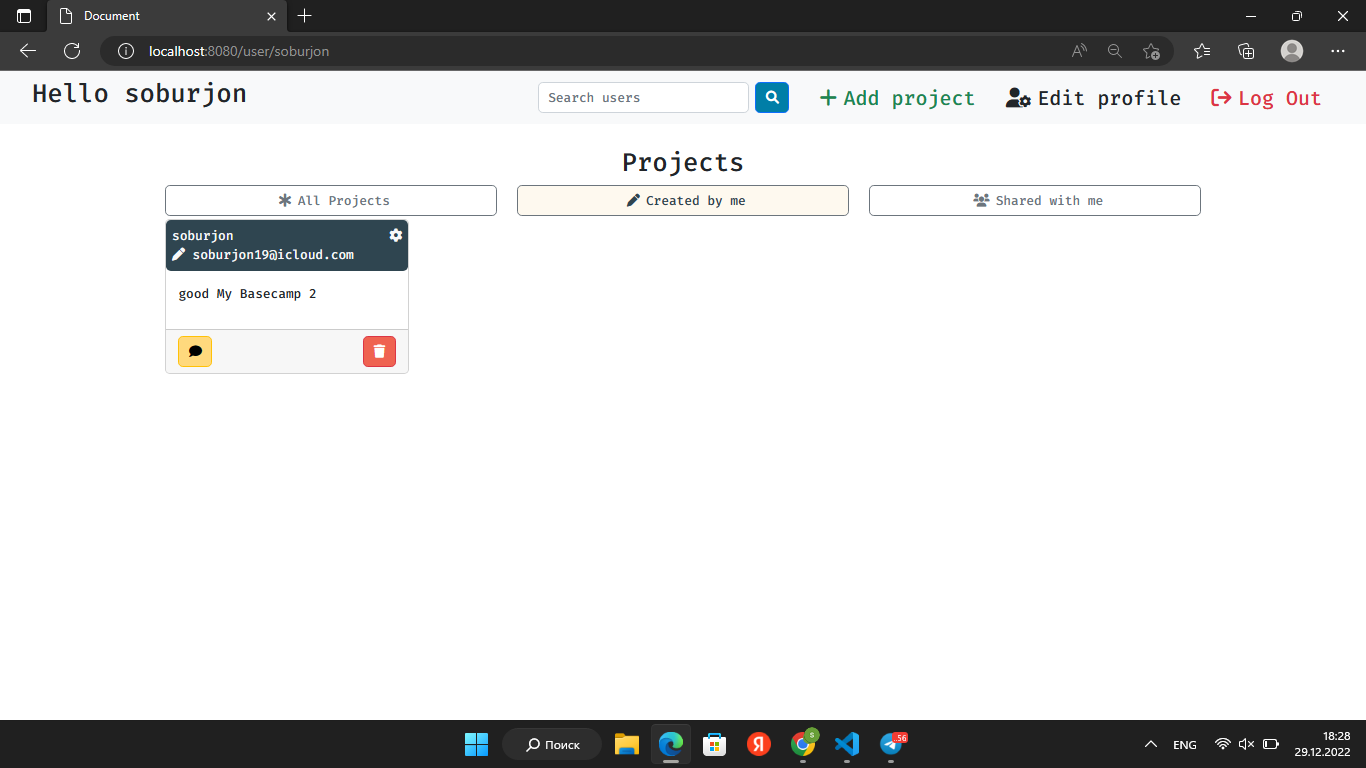 Document
localhost:8080/user/soburjon
Hello soburjon
Search users
Add project
Edit profile
Log Out
Projects
All Projects
Created by me
Shared with me
soburjon
soburjon19@icloud.com
good My Basecamp 2
Поиск
Я
s
56
ENG
18:28
29.12.2022